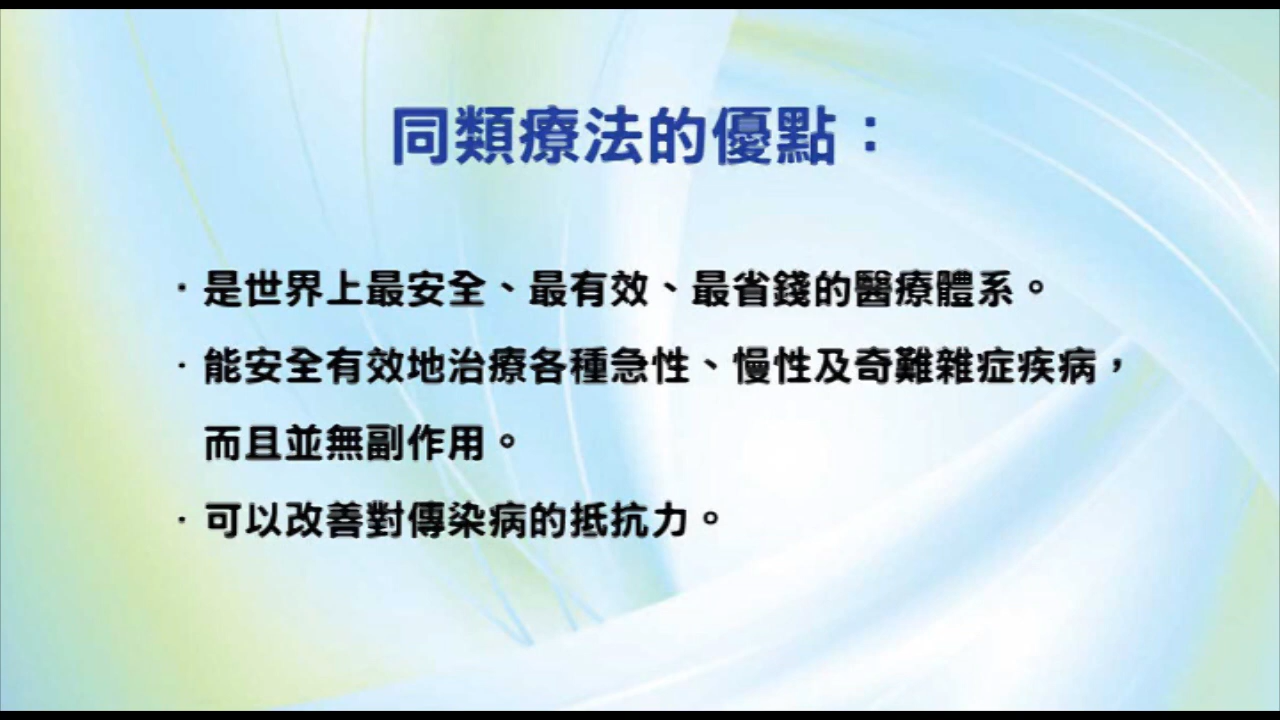 同類療法的優點：
·是世界上最安全、最有效、最省錢的醫療體系。
·能安全有效地治療各種急性、慢性及奇難雜症疾病，
而且並無副作用。
·可以改善對傳染病的抵抗力。